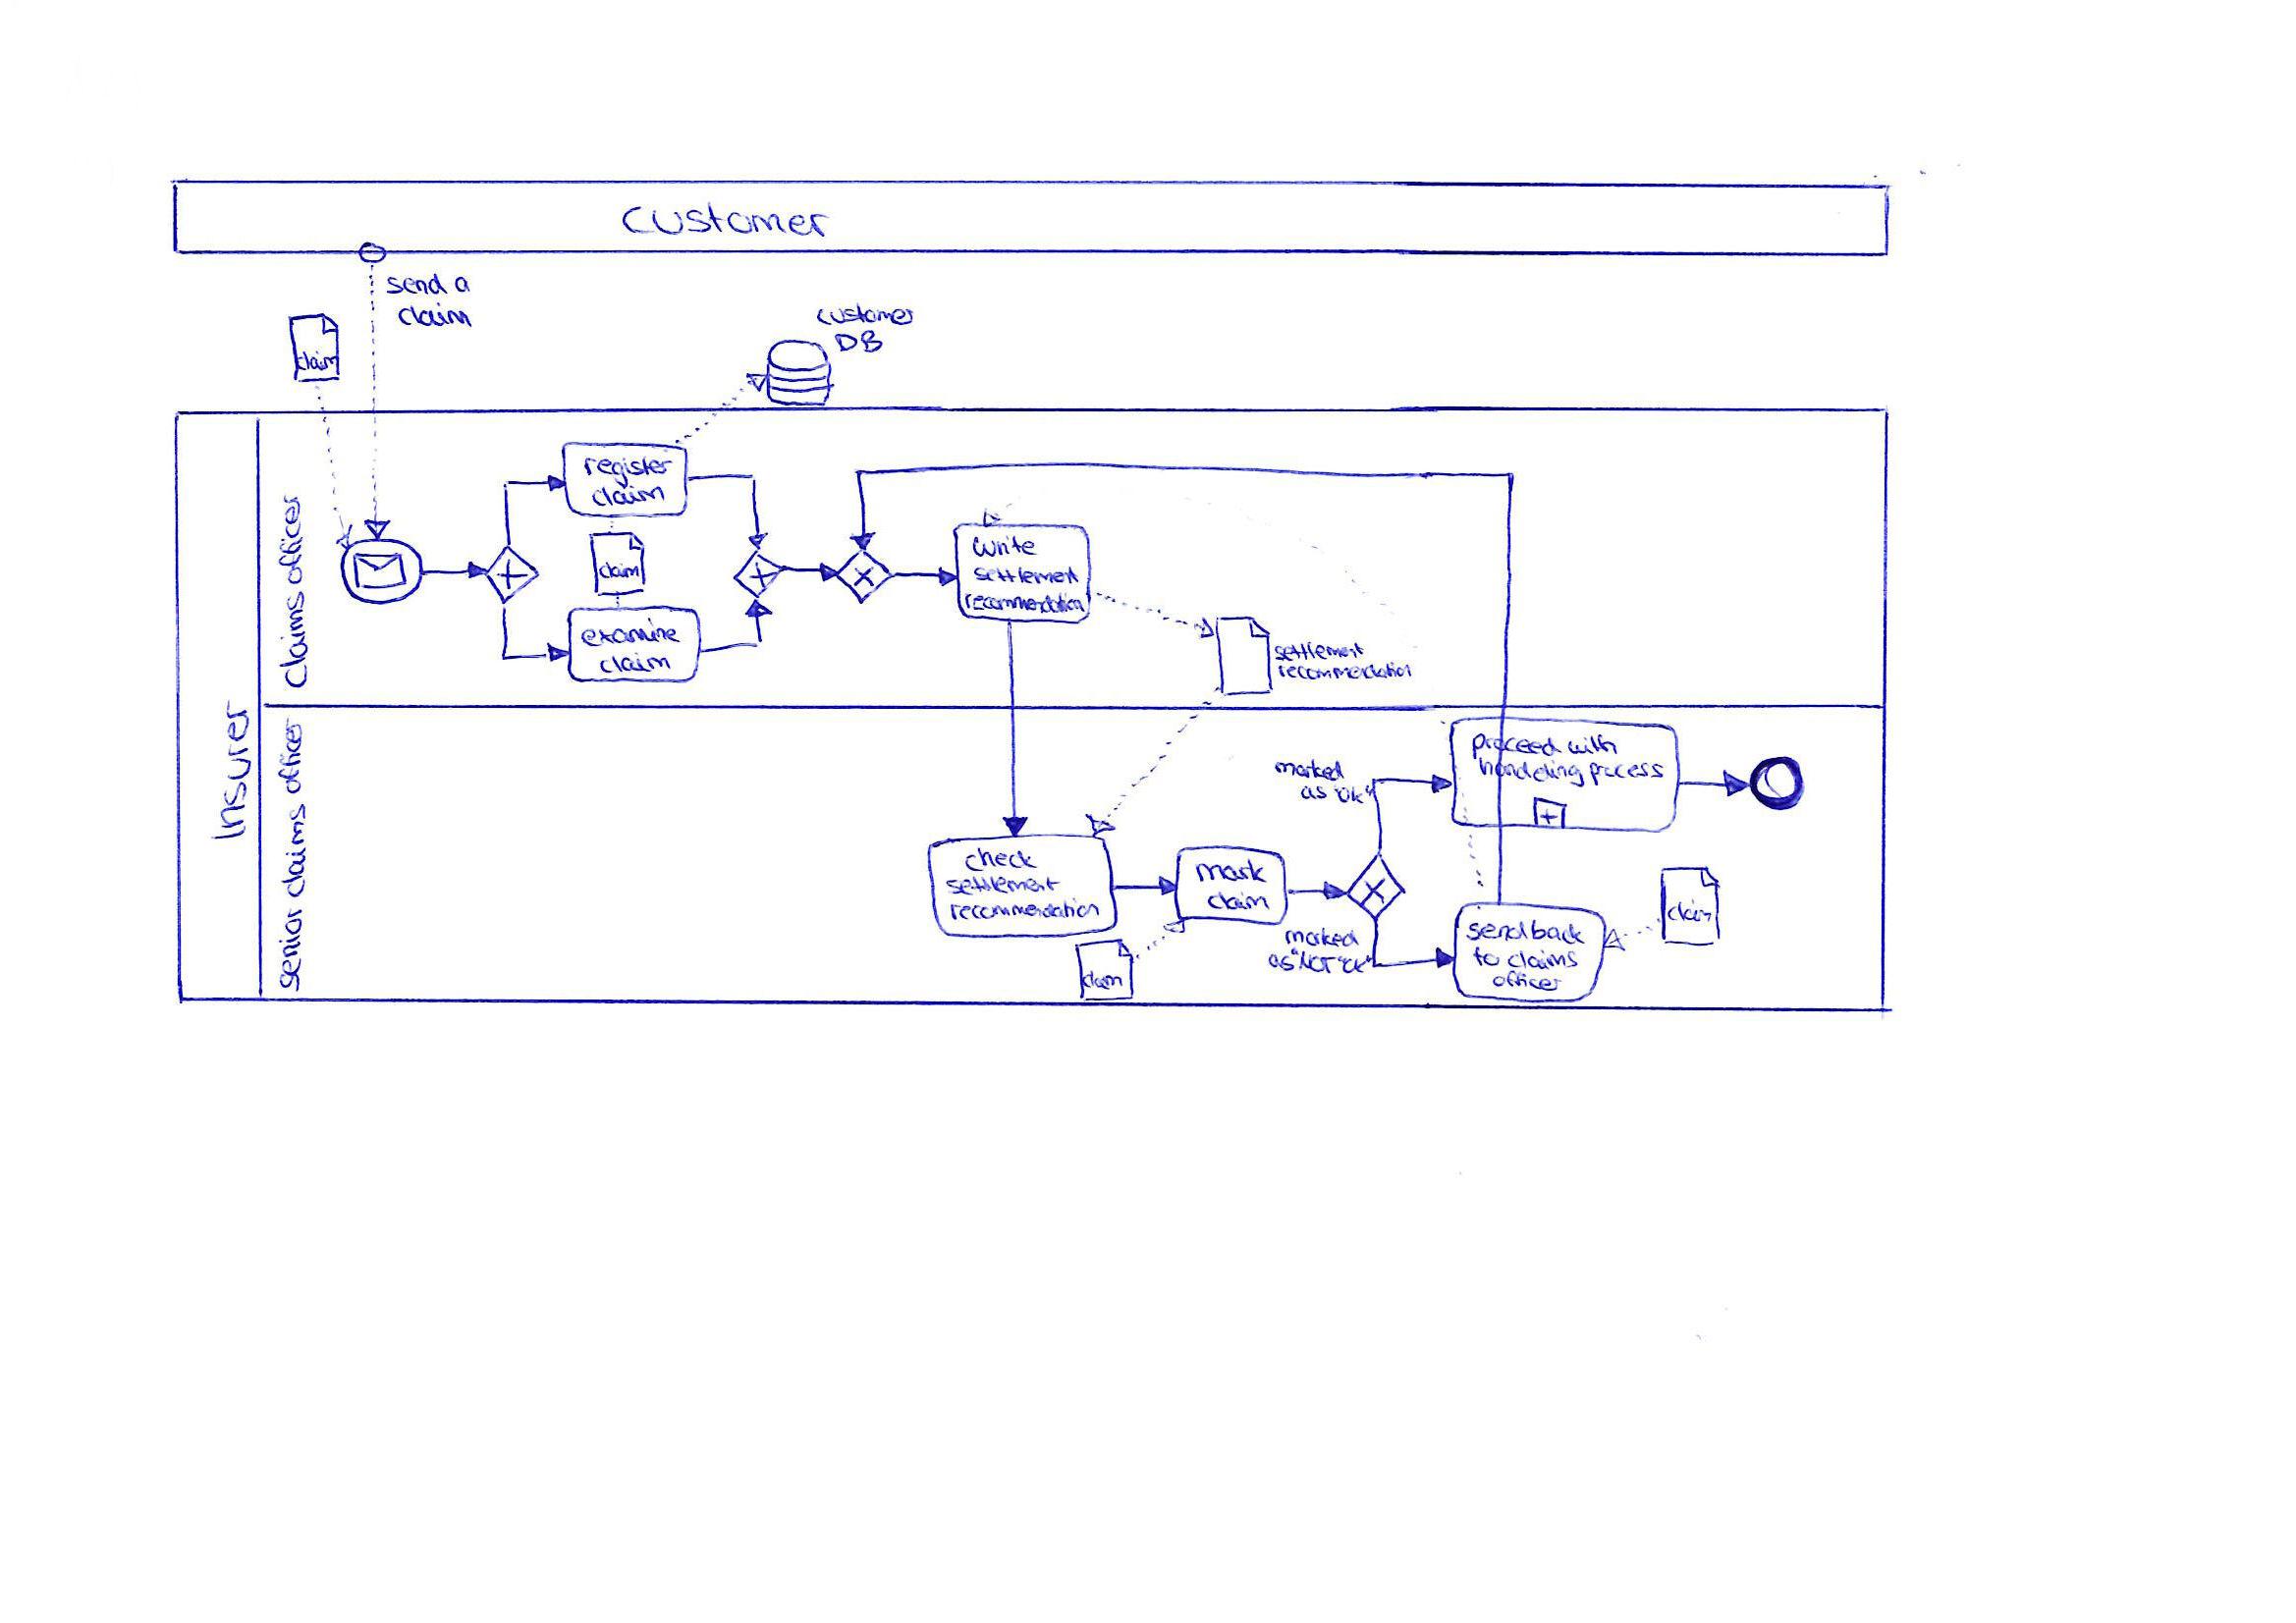 customer
send a
claim
claim
customer
DB
Insurer
claims officer
register
claim
claim
examine
claim
write
settlement
recommendation
settlement
recommendation
senior claims officer
check
settlement
recommendation
mark
claim
claim
marked
as "ok"
marked
as "NOT "ok"
proceed with
handeling process
send back
to claims
officer
claim